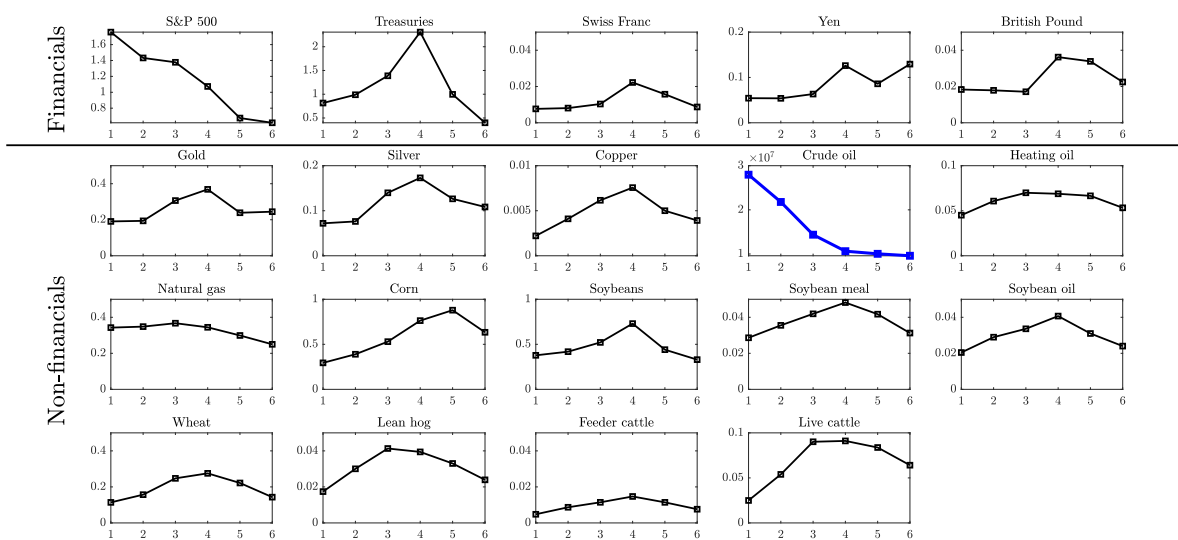 Financials
S&P 500
1.6
1.4
1.2
1
0.8
1 2 3 4 5 6
Treasuries
2
1.5
1
0.5
1 2 3 4 5 6
Swiss Franc
0.04
0.02
0
1 2 3 4 5 6
Yen
0.2
0.1
0
1 2 3 4 5 6
British Pound
0.04
0.02
0
1 2 3 4 5 6
Non-financials
Gold
0.4
0.2
0
1 2 3 4 5 6
Silver
0.2
0.1
0
1 2 3 4 5 6
Copper
0.01
0.005
0
1 2 3 4 5 6
Crude oil
×10⁷
3
2
1
1 2 3 4 5 6
Heating oil
0.1
0.05
0
1 2 3 4 5 6
Natural gas
0.4
0.2
0
1 2 3 4 5 6
Corn
1
0.5
0
1 2 3 4 5 6
Soybeans
1
0.5
0
1 2 3 4 5 6
Soybean meal
0.04
0.02
0
1 2 3 4 5 6
Soybean oil
0.04
0.02
0
1 2 3 4 5 6
Wheat
0.4
0.2
0
1 2 3 4 5 6
Lean hog
0.04
0.02
0
1 2 3 4 5 6
Feeder cattle
0.04
0.02
0
1 2 3 4 5 6
Live cattle
0.1
0.05
0
1 2 3 4 5 6